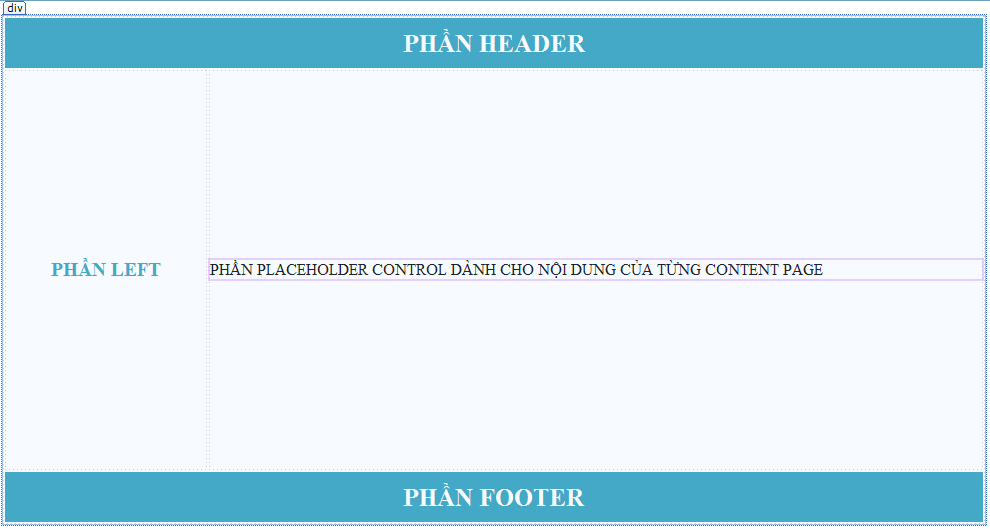 div
PHẦN HEADER
PHẦN LEFT
PHẦN PLACEHOLDER CONTROL DÀNH CHO NỘI DUNG CỦA TỪNG CONTENT PAGE
PHẦN FOOTER